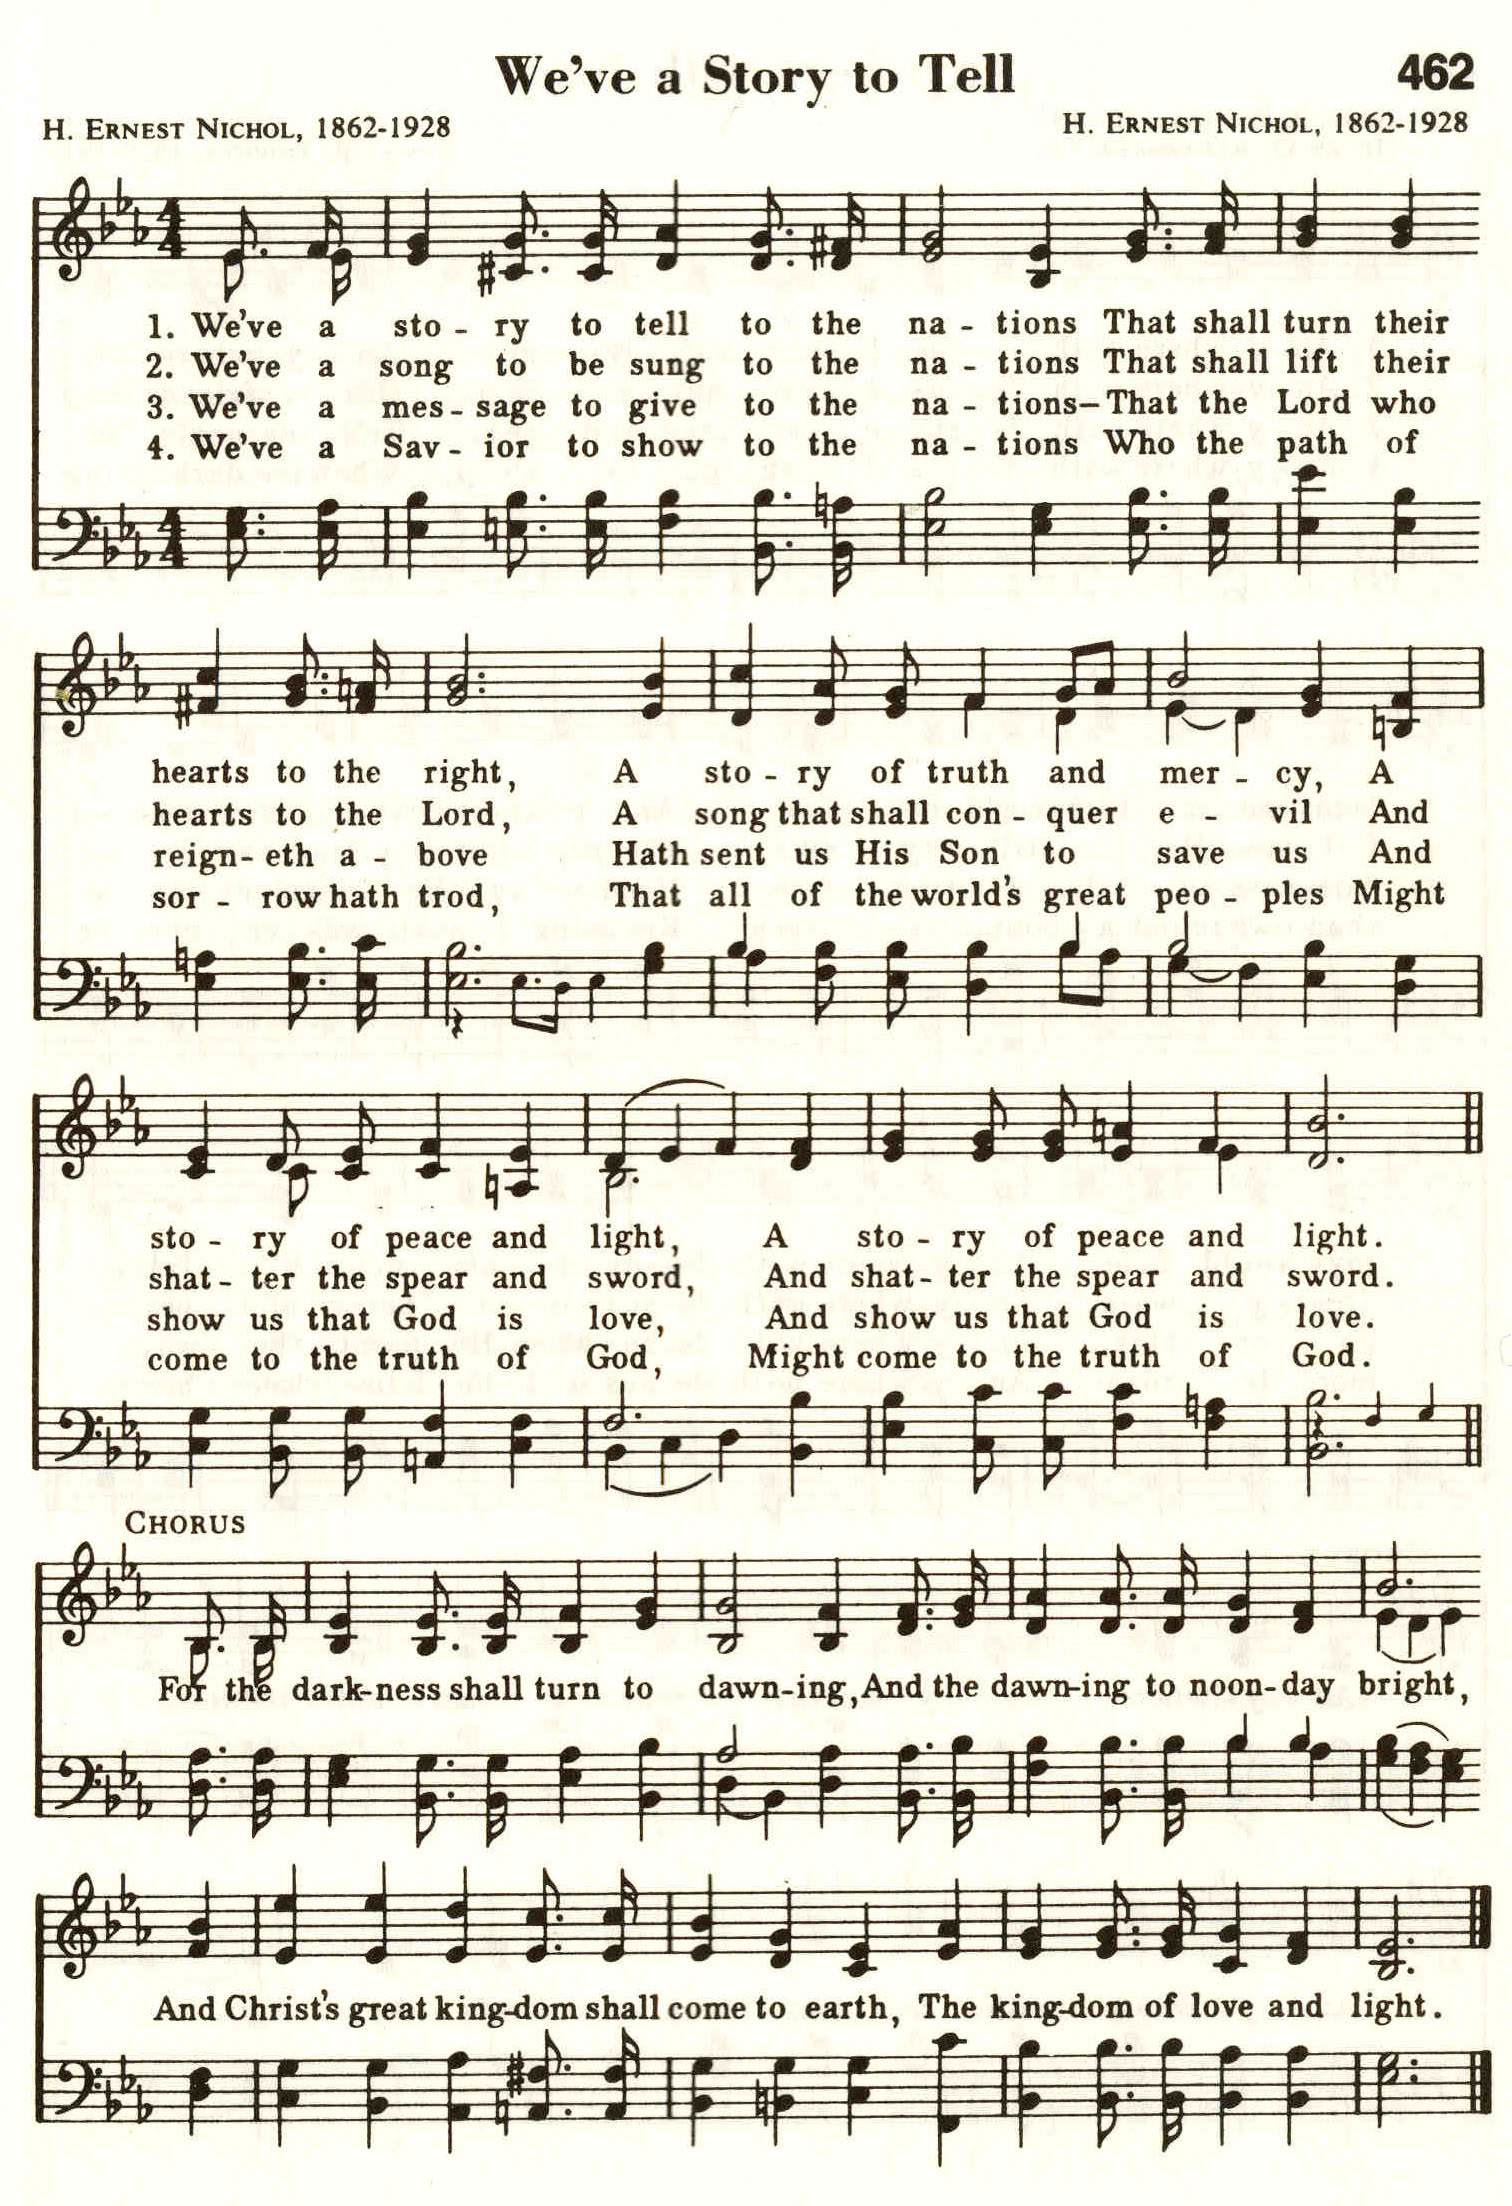 We've a Story to Tell 462
H. ERNEST NICHOL, 1862-1928 H. ERNEST NICHOL, 1862-1928
4
4
1. We've a sto - ry to tell to the na - tions That shall turn their
2. We've a song to be sung to the na - tions That shall lift their
3. We've a mes - sage to give to the na - tions— That the Lord who
4. We've a Sav - ior to show to the na - tions Who the path of
4
4
hearts to the right, A sto - ry of truth and mer - cy, A
hearts to the Lord, A song that shall con - quer e - vil And
reign - eth a - bove Hath sent us His Son to save us And
sor - row hath trod, That all of the world's great peo - ples Might
sto - ry of peace and light, A sto - ry of peace and light.
shat - ter the spear and sword, And shat - ter the spear and sword.
show us that God is love, And show us that God is love.
come to the truth of God, Might come to the truth of God.
CHORUS
For the dark-ness shall turn to dawn-ing, And the dawn-ing to noon-day bright,
And Christ's great king-dom shall come to earth, The king-dom of love and light.